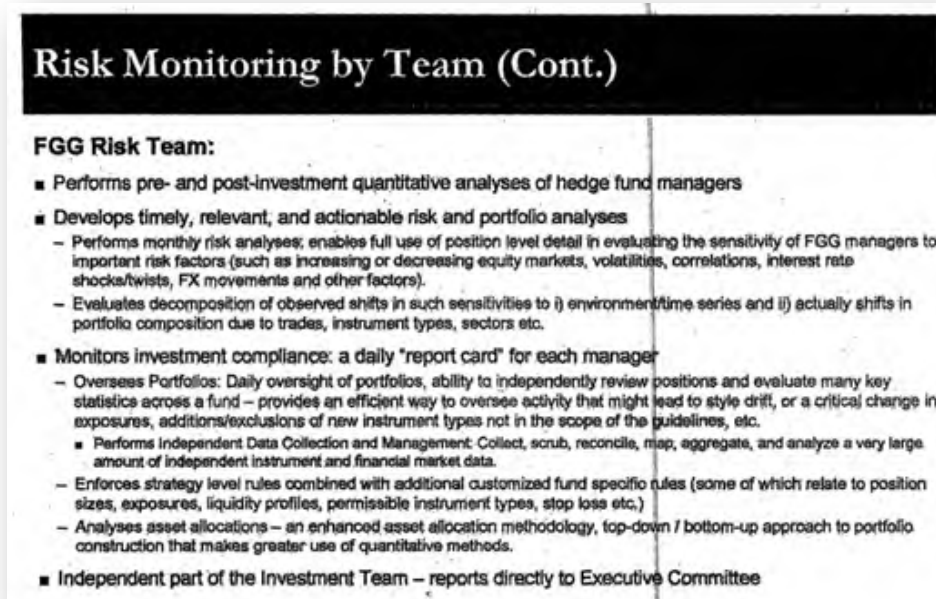 Risk Monitoring by Team (Cont.)
FGG Risk Team:
■ Performs pre- and post-investment quantitative analyses of hedge fund managers
■ Develops timely, relevant, and actionable risk and portfolio analyses
– Performs monthly risk analyses; enables full use of position level detail in evaluating the sensitivity of FGG managers to
important risk factors (such as increasing or decreasing equity markets, volatilities, correlations, interest rate
shocks/twists, FX movements and other factors).
– Evaluates decomposition of observed shifts in such sensitivities to i) environment/time series and ii) actually shifts in
portfolio composition due to trades, instrument types, sectors etc.
■ Monitors investment compliance: a daily "report card" for each manager
– Oversees Portfolios: Daily oversight of portfolios, ability to independently review positions and evaluate many key
statistics across a fund – provides an efficient way to oversee activity that might lead to style drift, or a critical change in
exposures, additions/exclusions of new instrument types not in the scope of the guidelines, etc.
■ Performs Independent Data Collection and Management: Collect, scrub, reconcile, map, aggregate, and analyze a very large
amount of independent instrument and financial market data.
– Enforces strategy level rules combined with additional customized fund specific rules (some of which relate to position
sizes, exposures, liquidity profiles, permissible instrument types, stop loss etc.)
– Analyses asset allocations – an enhanced asset allocation methodology, top-down / bottom-up approach to portfolio
construction that makes greater use of quantitative methods.
■ Independent part of the Investment Team – reports directly to Executive Committee